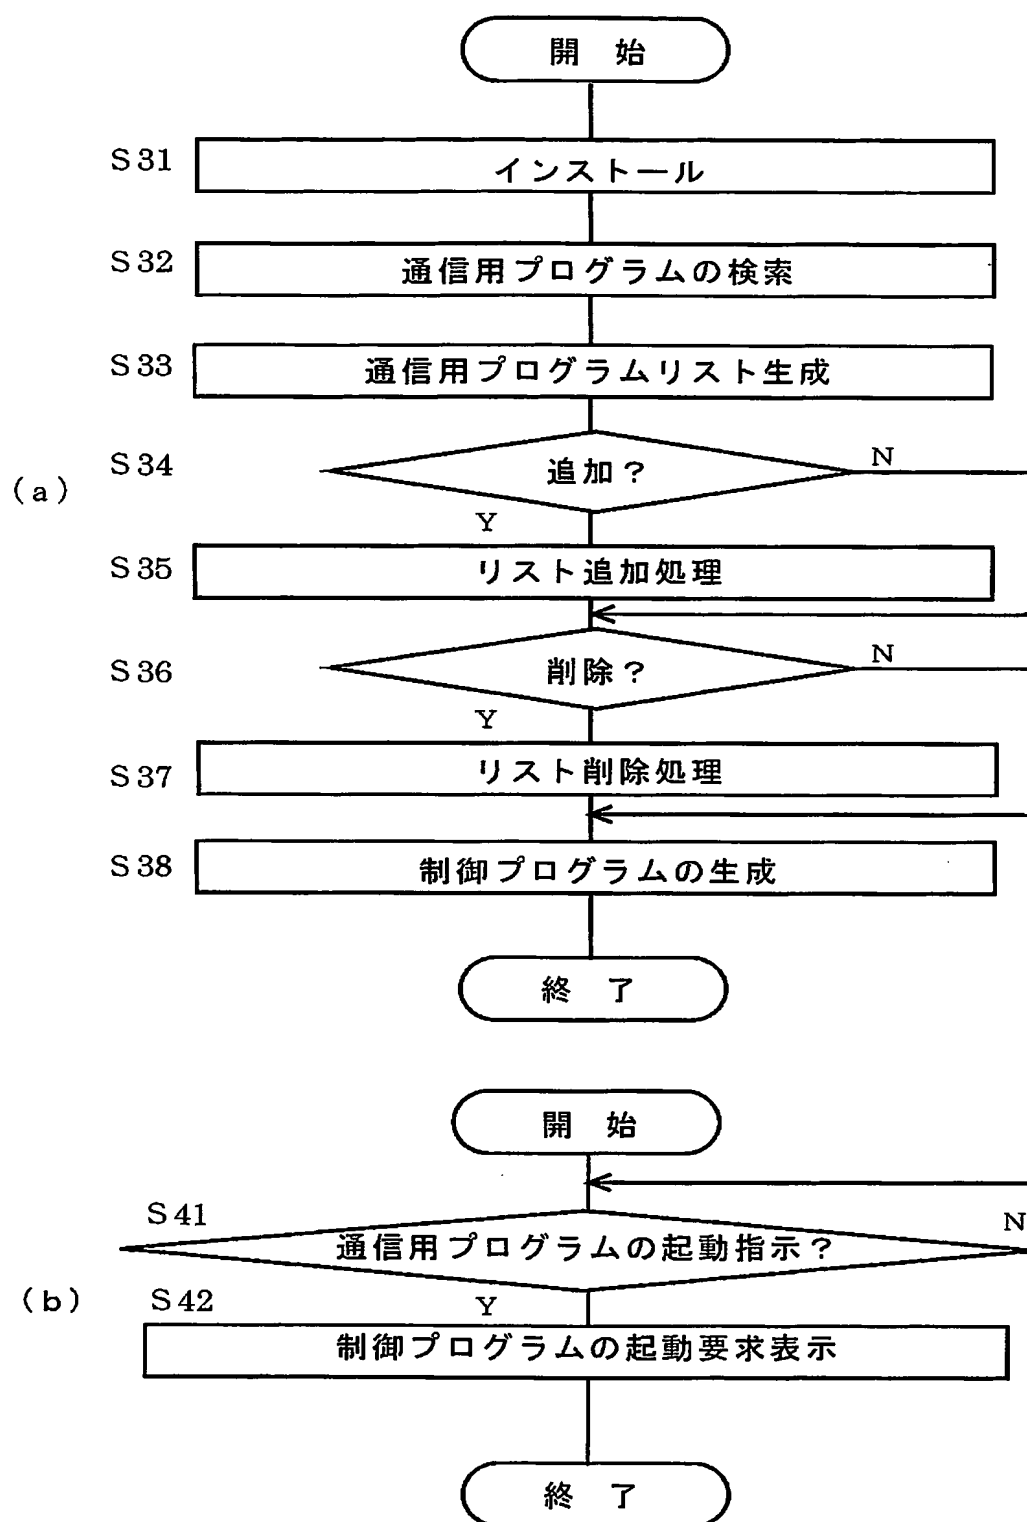 開 始
S31
インストール
S32
通信用プログラムの検索
S33
通信用プログラムリスト生成
S34
追加?
N
(a)
Y
S35
リスト追加処理
S36
削除?
N
Y
S37
リスト削除処理
S38
制御プログラムの生成
終 了
開 始
S41
N
通信用プログラムの起動指示?
(b)
S42
Y
制御プログラムの起動要求表示
終 了